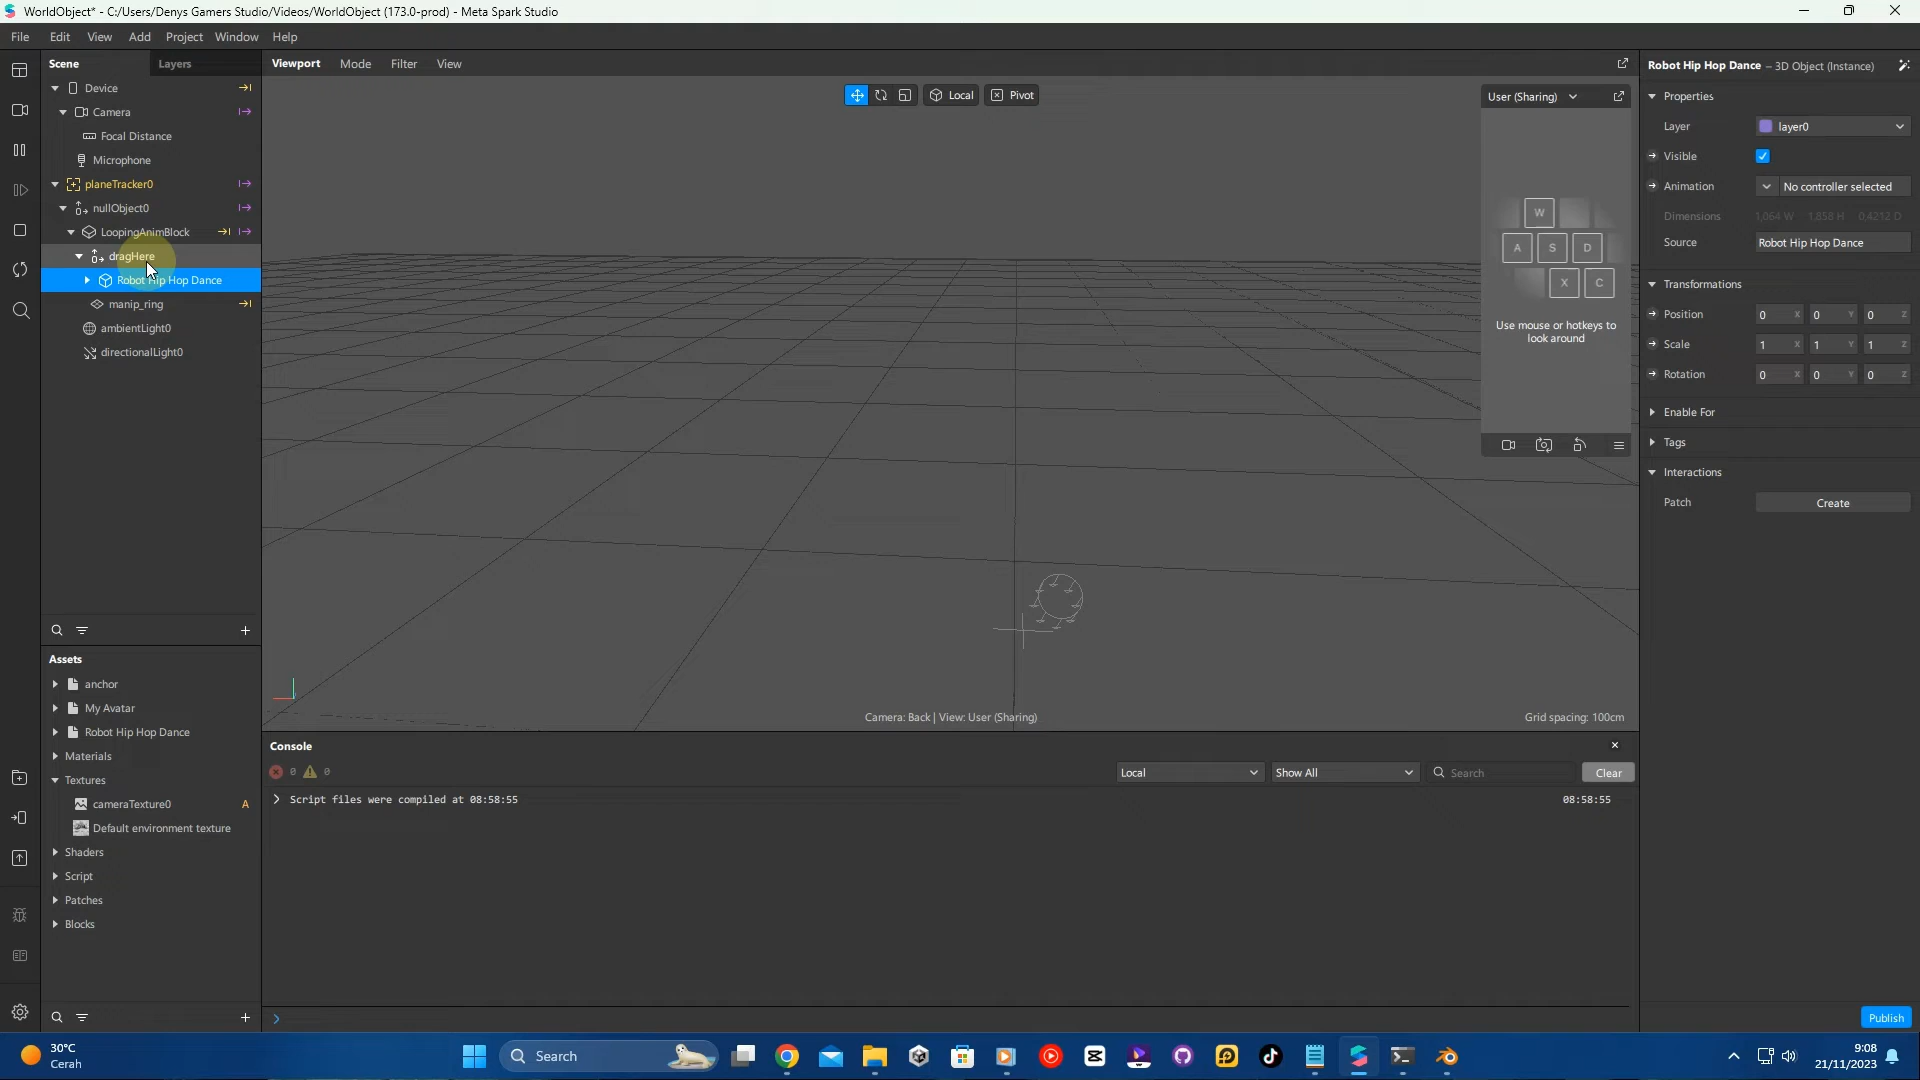 WorldObject* - C:/Users/Denys Gamers Studio/Videos/WorldObject (173.0-prod) - Meta Spark Studio
File Edit View Add Project Window Help
Scene Layers
Device
Camera
Focal Distance
Microphone
planeTracker0
nullObject0
LoopingAnimBlock
dragHere
Robot Hip Hop Dance
manip_ring
ambientLight0
directionalLight0
Assets
anchor
My Avatar
Robot Hip Hop Dance
Materials
Textures
cameraTexture0 A
Default environment texture
Shaders
Script
Patches
Blocks
Viewport Mode Filter View
Local Pivot
User (Sharing)
W
A S D
X C
Use mouse or hotkeys to
look around
Camera: Back | View: User (Sharing)
Grid spacing: 100cm
Console
0 0
Local Show All Search Clear
Script files were compiled at 08:58:55 08:58:55
Robot Hip Hop Dance – 3D Object (Instance)
Properties
Layer layer0
Visible
Animation No controller selected
Dimensions 1,064 W 1,858 H 0,4212 D
Source Robot Hip Hop Dance
Transformations
Position 0 X 0 Y 0 Z
Scale 1 X 1 Y 1 Z
Rotation 0 X 0 Y 0 Z
Enable For
Tags
Interactions
Patch Create
Publish
30°C
Cerah
Search
9:08
21/11/2023